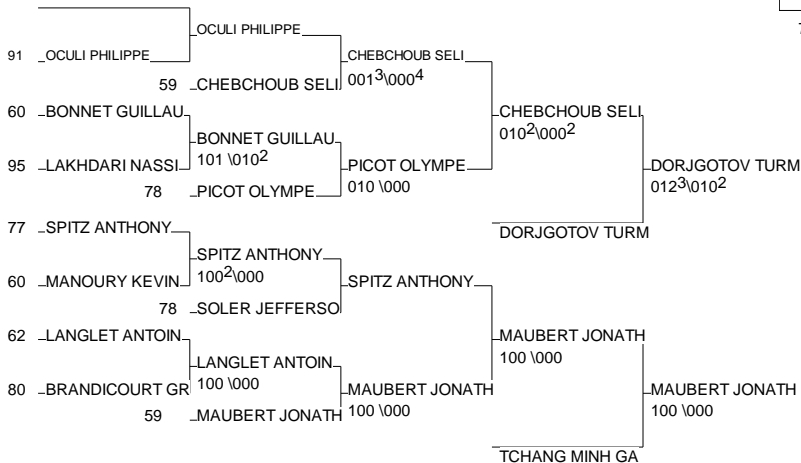 7
OCULI PHILIPPE
91 OCULI PHILIPPE
CHEBCHOUB SELI
001³\000⁴
59 CHEBCHOUB SELI
60 BONNET GUILLAU
CHEBCHOUB SELI
010²\000²
BONNET GUILLAU
101 \010²
95 LAKHDARI NASSI
PICOT OLYMPE
010 \000
DORJGOTOV TURM
012³\010²
78 PICOT OLYMPE
77 SPITZ ANTHONY
DORJGOTOV TURM
SPITZ ANTHONY
100²\000
60 MANOURY KEVIN
SPITZ ANTHONY
78 SOLER JEFFERSO
62 LANGLET ANTOIN
MAUBERT JONATH
100 \000
LANGLET ANTOIN
100 \000
80 BRANDICOURT GR
MAUBERT JONATH
100 \000
MAUBERT JONATH
100 \000
59 MAUBERT JONATH
TCHANG MINH GA